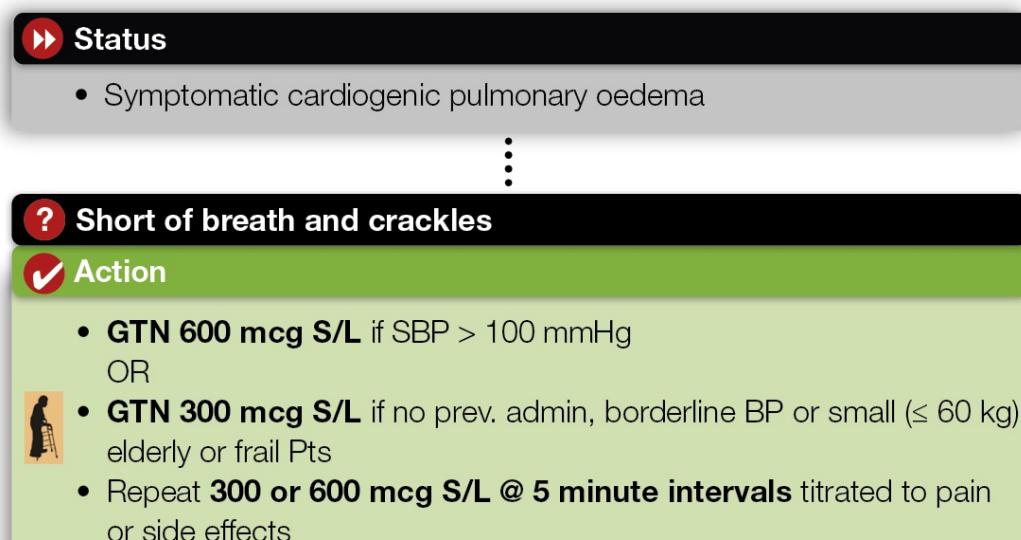 Status
• Symptomatic cardiogenic pulmonary oedema
? Short of breath and crackles
Action
• GTN 600 mcg S/L if SBP > 100 mmHg
OR
• GTN 300 mcg S/L if no prev. admin, borderline BP or small (≤ 60 kg)
elderly or frail Pts
• Repeat 300 or 600 mcg S/L @ 5 minute intervals titrated to pain
or side effects